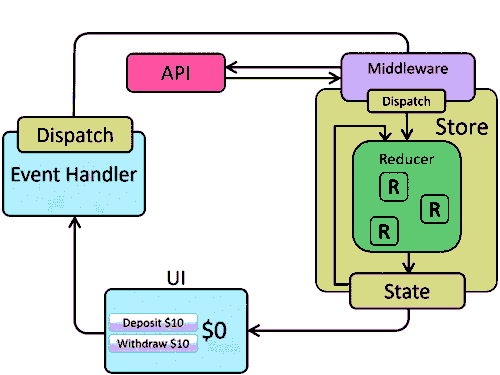 API
Middleware
Dispatch
Store
Dispatch
Event Handler
Reducer
R
R
R
State
UI
Deposit $10
Withdraw $10
$0